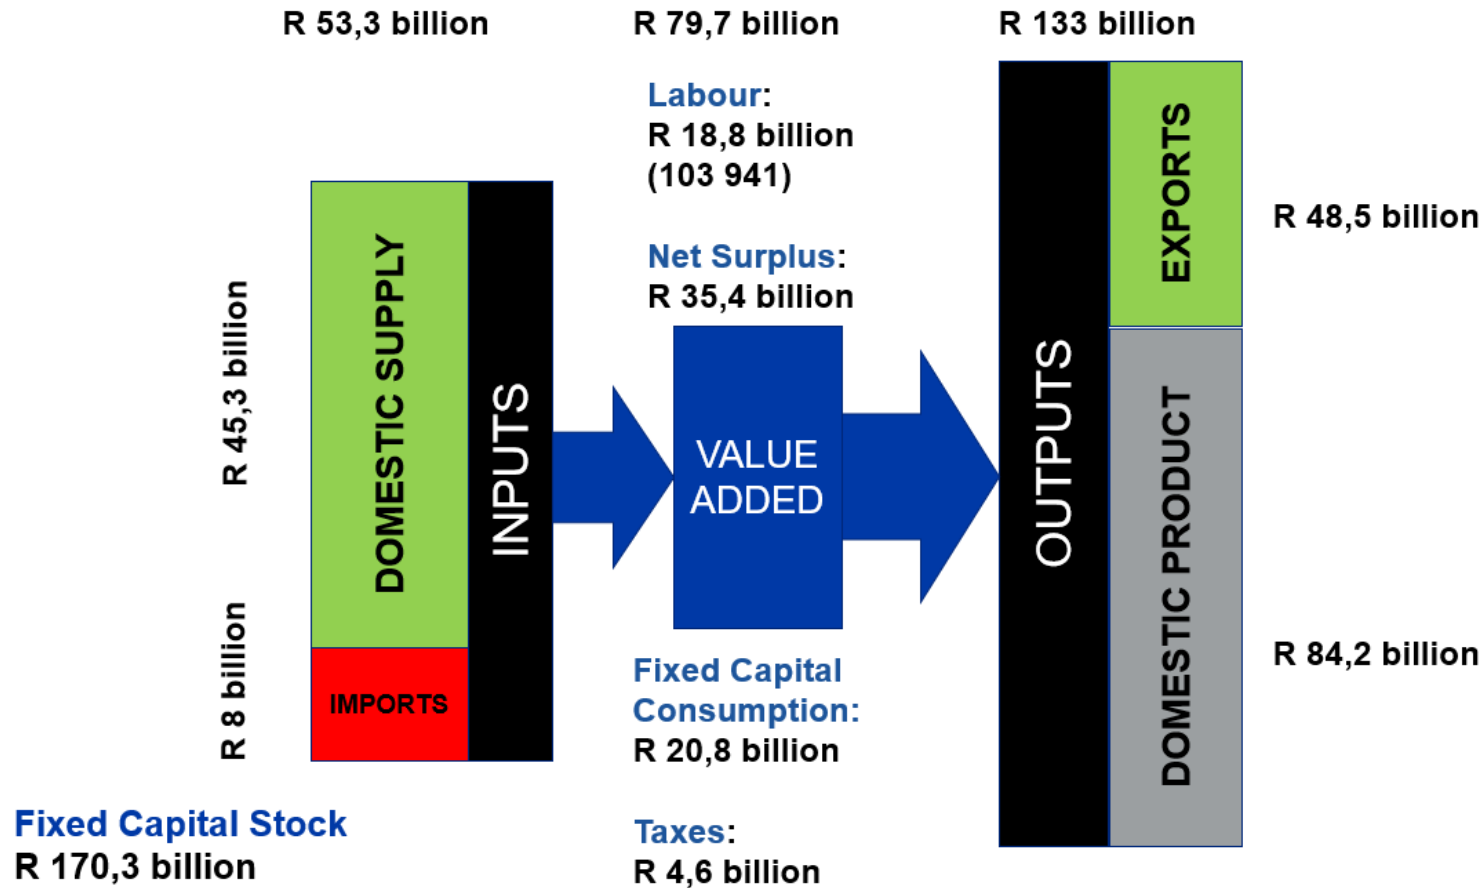 R 53,3 billion
R 79,7 billion
R 133 billion
Labour:
R 18,8 billion
(103 941)
Net Surplus:
R 35,4 billion
R 45,3 billion
R 8 billion
DOMESTIC SUPPLY
IMPORTS
INPUTS
VALUE
ADDED
OUTPUTS
EXPORTS
DOMESTIC PRODUCT
R 48,5 billion
R 84,2 billion
Fixed Capital
Consumption:
R 20,8 billion
Taxes:
R 4,6 billion
Fixed Capital Stock
R 170,3 billion